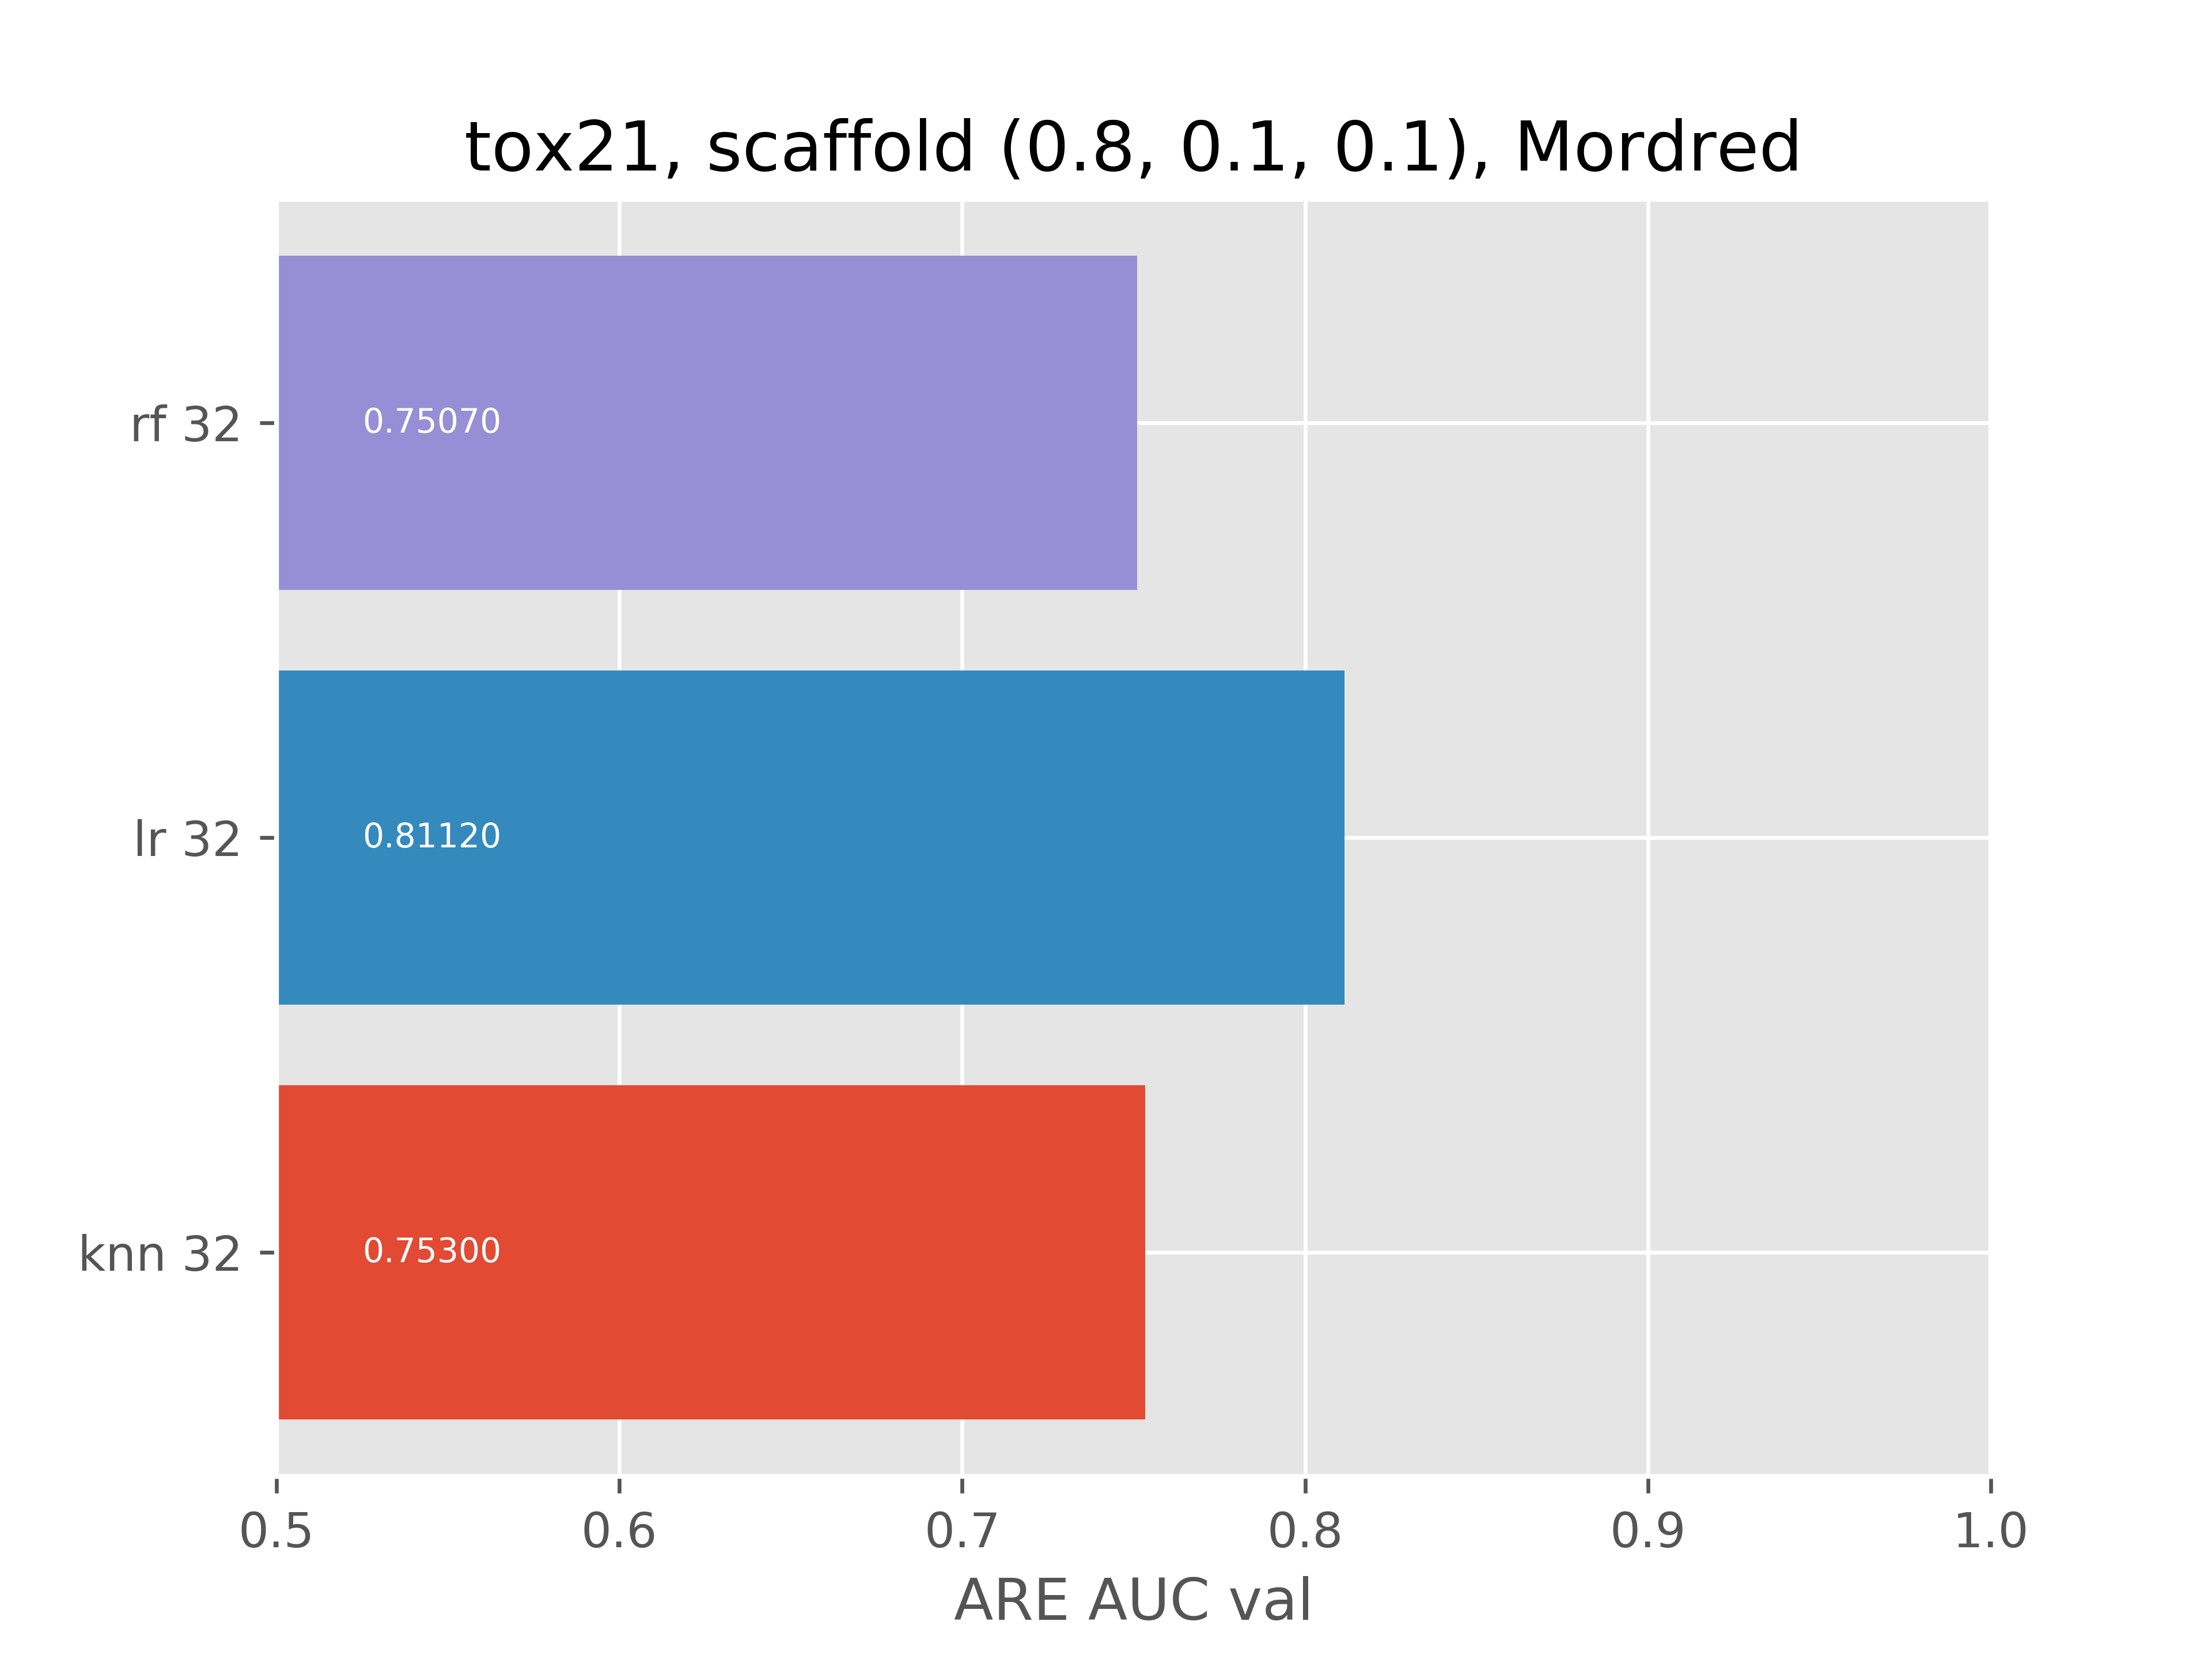 tox21, scaffold (0.8, 0.1, 0.1), Mordred
rf 32
0.75070
lr 32
0.81120
knn 32
0.75300
0.5 0.6 0.7 0.8 0.9 1.0
ARE AUC val